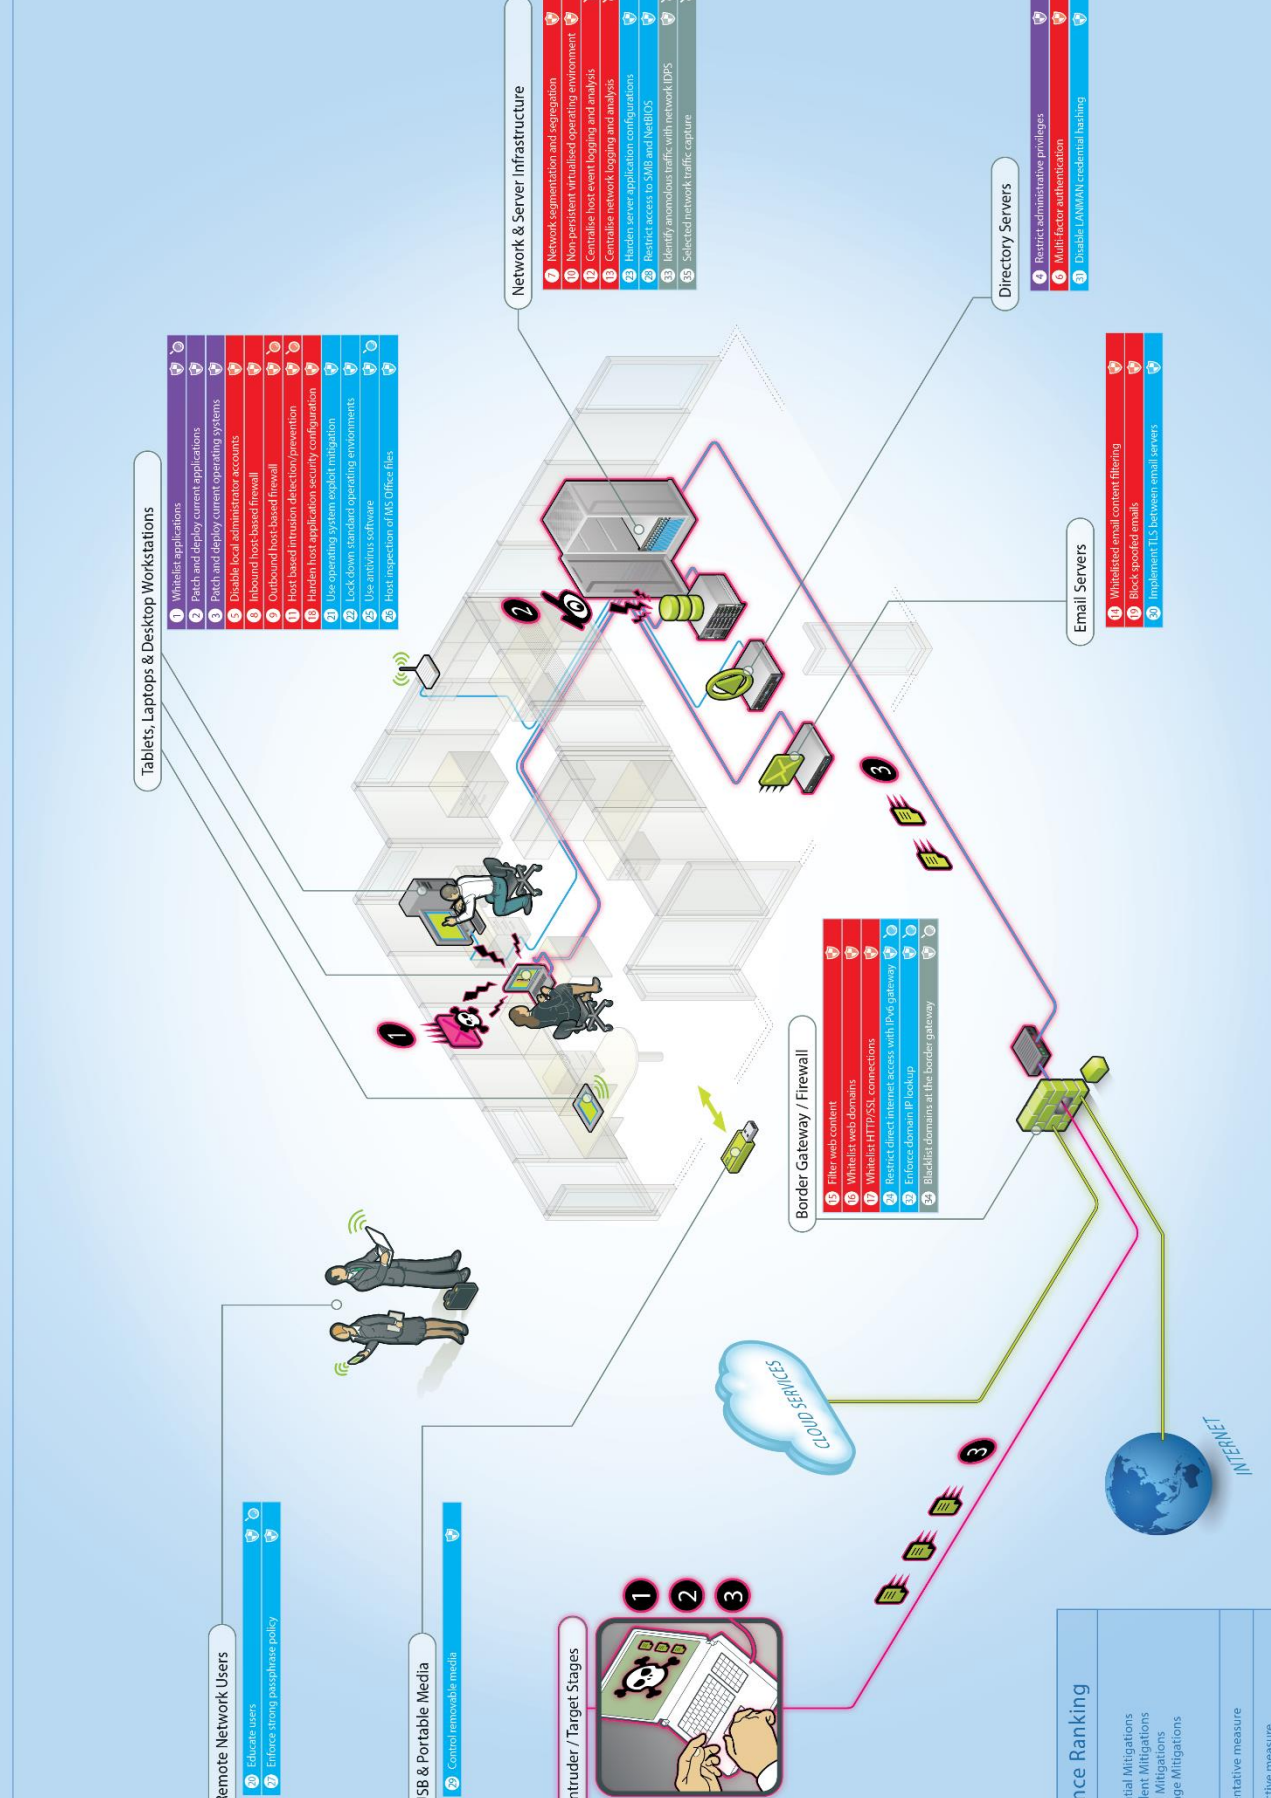 Tablets, Laptops & Desktop Workstations
1 Whitelist applications
2 Patch and deploy current applications
3 Patch and deploy current operating systems
5 Disable local administrator accounts
8 Inbound host-based firewall
9 Outbound host-based firewall
11 Host based intrusion detection/prevention
18 Harden host application security configuration
21 Use operating system exploit mitigation
22 Lock down standard operating envionments
25 Use antivirus software
26 Host inspection of MS Office files
Network & Server Infrastructure
7 Network segmentation and segregation
10 Non-persistent virtualised operating environment
12 Centralise host event logging and analysis
13 Centralise network logging and analysis
23 Harden server application configurations
28 Restrict access to SMB and NetBIOS
33 Identify anomolous traffic with network IDPS
35 Selected network traffic capture
Directory Servers
4 Restrict administrative privileges
6 Multi-factor authentication
31 Disable LANMAN credential hashing
Email Servers
14 Whitelisted email content filtering
19 Block spoofed emails
30 Implement TLS between email servers
Border Gateway / Firewall
15 Filter web content
16 Whitelist web domains
17 Whitelist HTTP/SSL connections
24 Restrict direct internet access with IPv6 gateway
32 Enforce domain IP lookup
34 Blacklist domains at the border gateway
emote Network Users
20 Educate users
27 Enforce strong passphrase policy
SB & Portable Media
29 Control removable media
ntruder / Target Stages
1
2
3
1
2
3
3
CLOUD SERVICES
INTERNET
nce Ranking
tial Mitigations
ent Mitigations
Mitigations
ge Mitigations
ntative measure